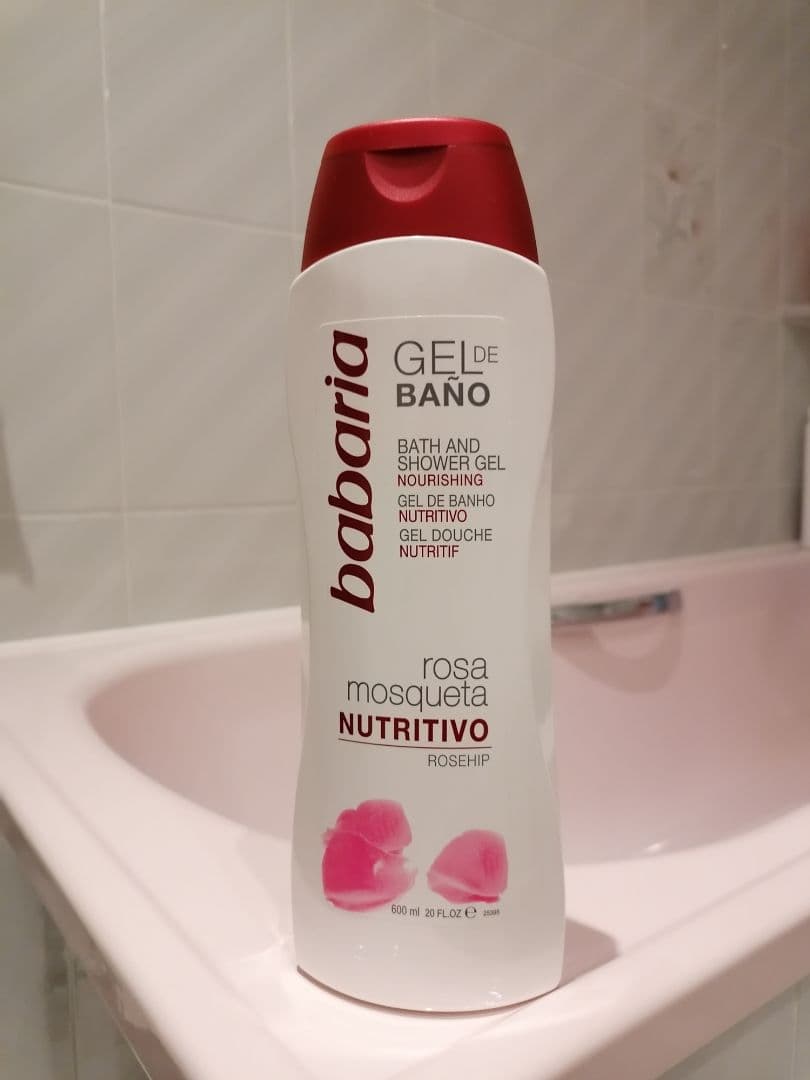 babaria
GEL DE
BAÑO
BATH AND
SHOWER GEL
NOURISHING
GEL DE BANHO
NUTRITIVO
GEL DOUCHE
NUTRITIF
rosa
mosqueta
NUTRITIVO
ROSEHIP
600 ml 20 FL.OZ ℮